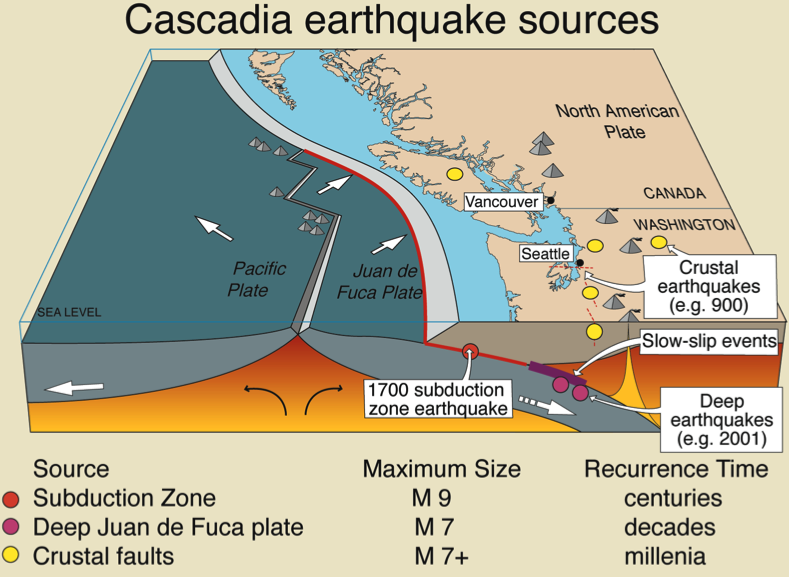 Cascadia earthquake sources
North American
Plate
CANADA
Vancouver
WASHINGTON
Seattle
Pacific
Plate
Juan de
Fuca Plate
Crustal
earthquakes
(e.g. 900)
SEA LEVEL
Slow-slip events
1700 subduction
zone earthquake
Deep
earthquakes
(e.g. 2001)
Source Maximum Size Recurrence Time
Subduction Zone M 9 centuries
Deep Juan de Fuca plate M 7 decades
Crustal faults M 7+ millenia